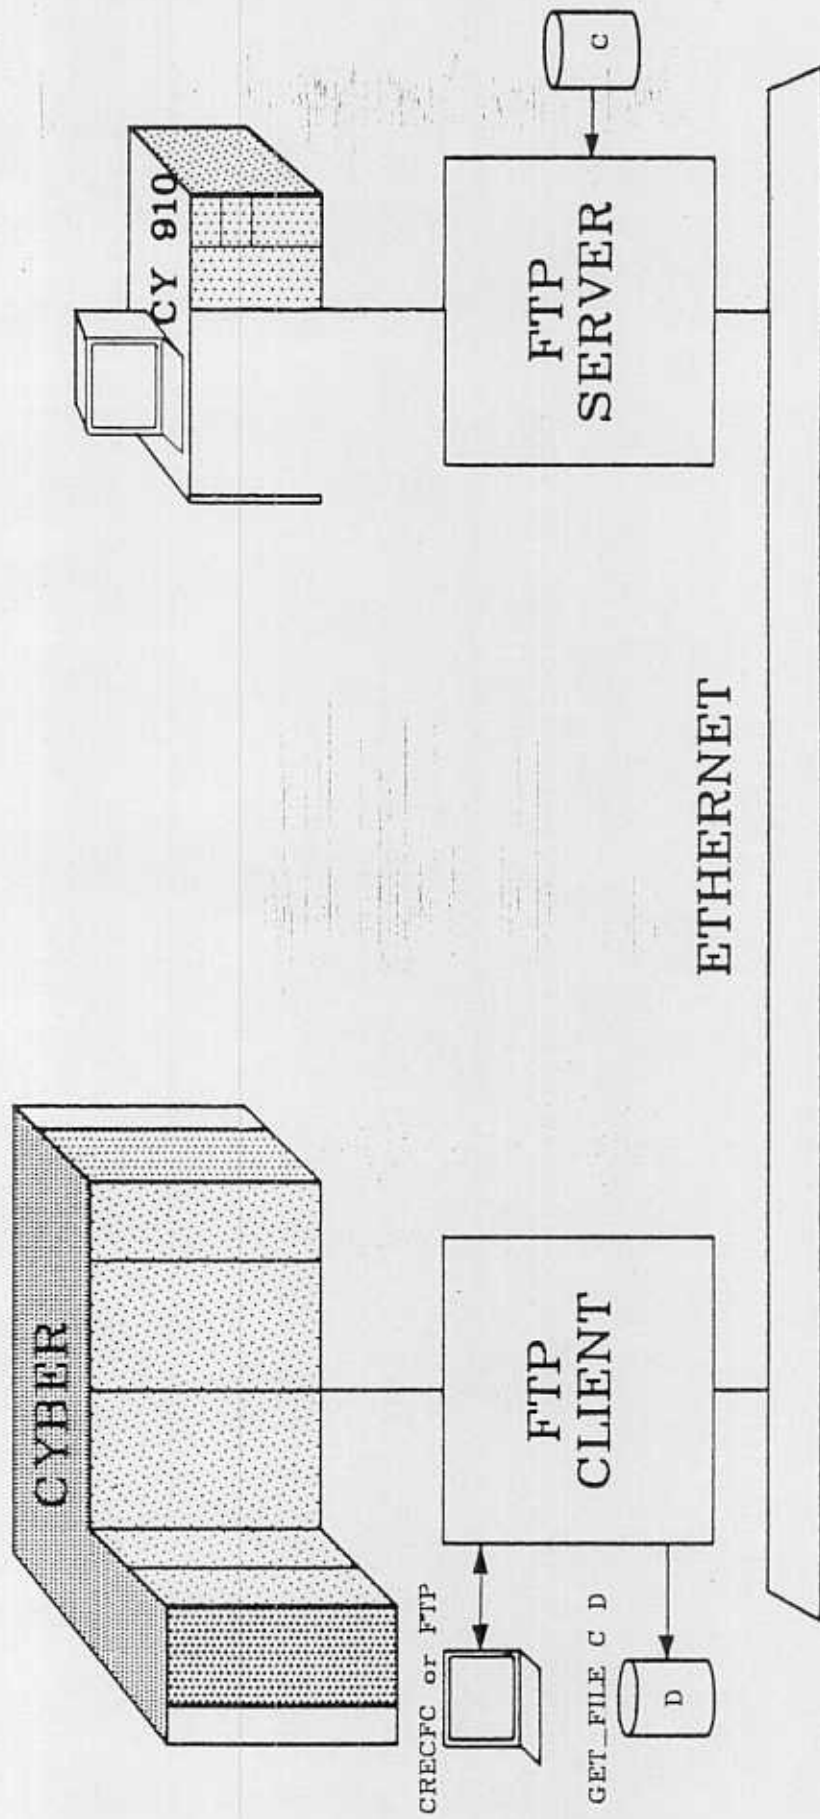 CYBER
CY 910
CRECFC or FTP
FTP
CLIENT
FTP
SERVER
C
GET_FILE C D
D
ETHERNET